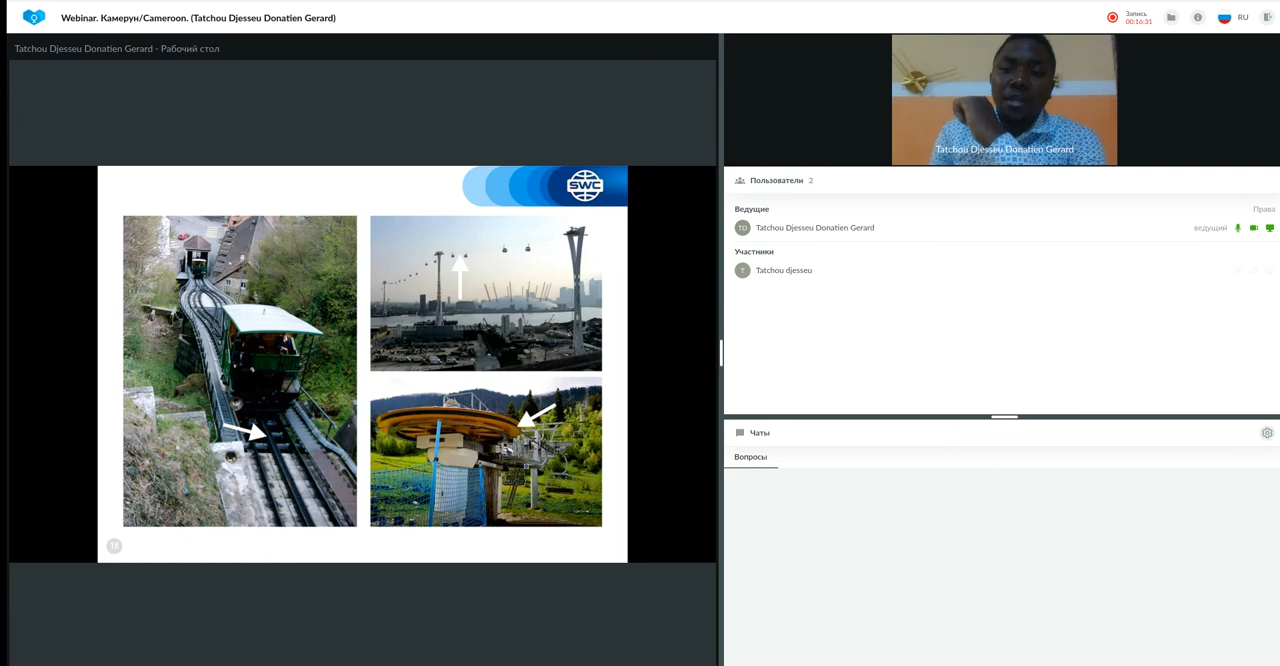 Webinar. Камерун/Cameroon. (Tatchou Djesseu Donatien Gerard)
Запись
00:16:31
RU
Tatchou Djesseu Donatien Gerard - Рабочий стол
SWC
Tatchou Djesseu Donatien Gerard
Пользователи 2
Ведущие
Права
TD
Tatchou Djesseu Donatien Gerard
ведущий
Участники
T
Tatchou djesseu
Чаты
Вопросы